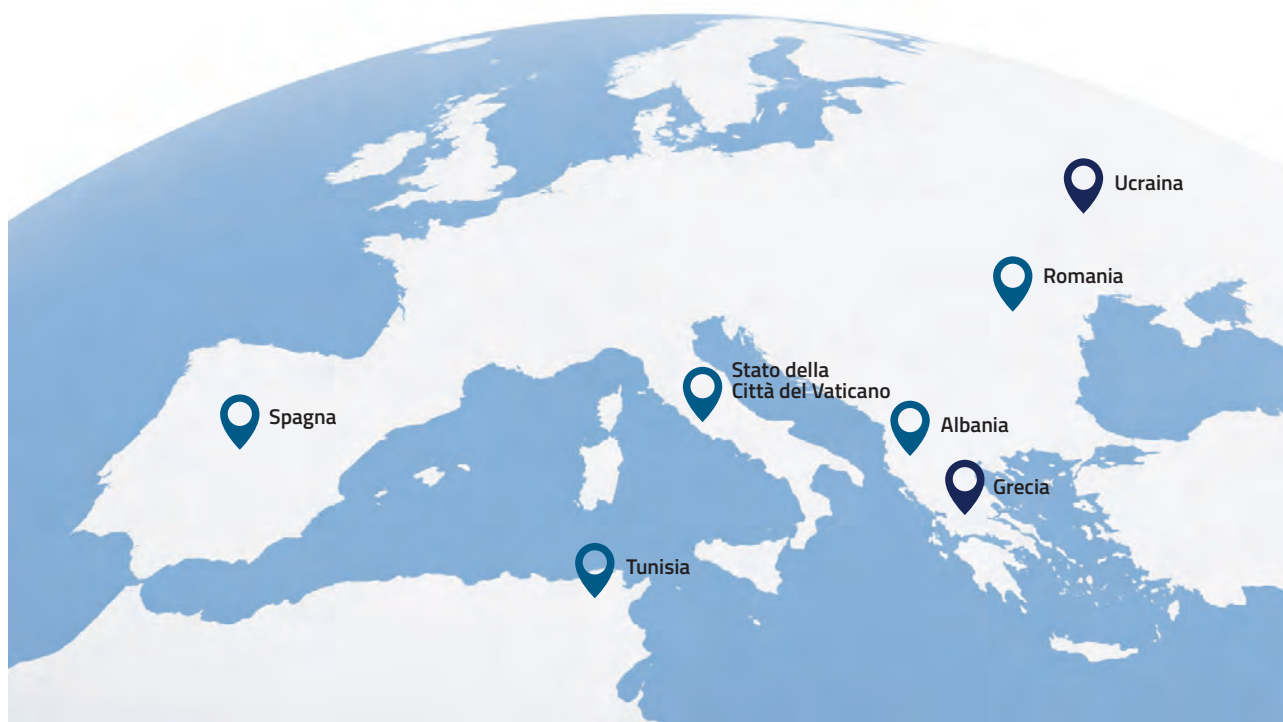 Ucraina
Romania
Stato della
Città del Vaticano
Spagna
Albania
Grecia
Tunisia